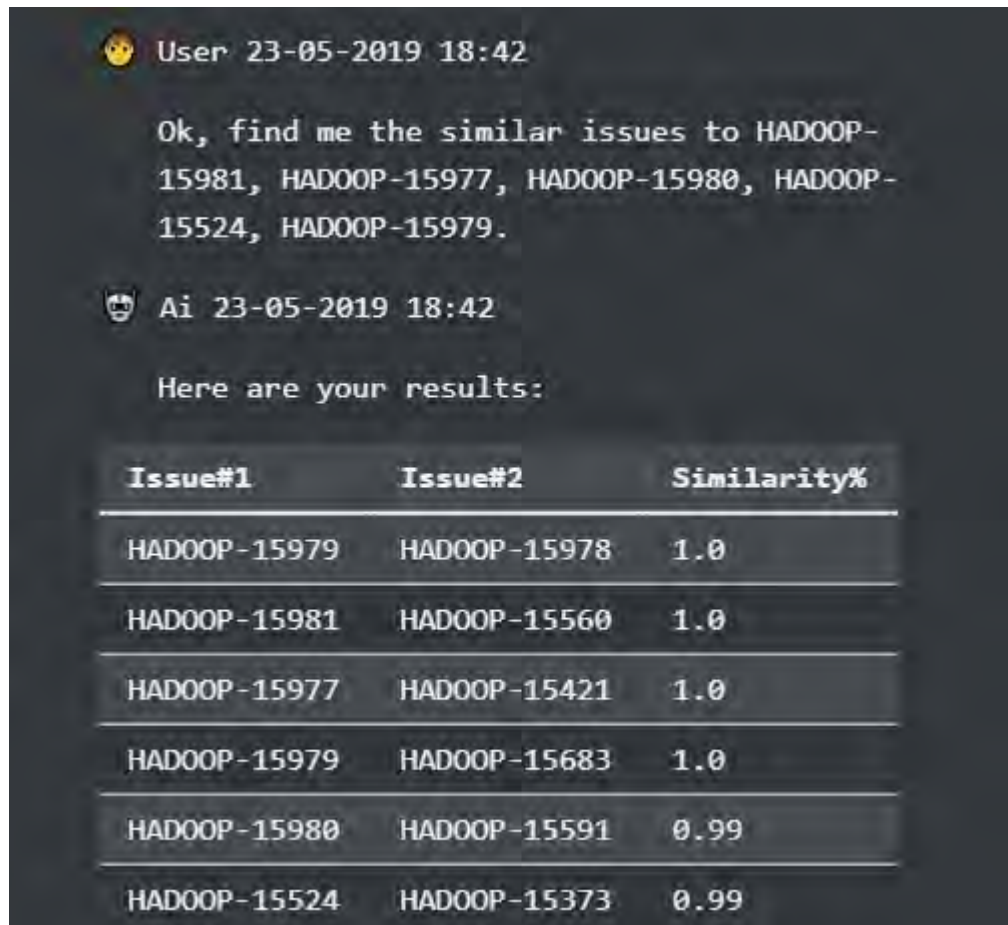 User 23-05-2019 18:42
Ok, find me the similar issues to HADOOP-
15981, HADOOP-15977, HADOOP-15980, HADOOP-
15524, HADOOP-15979.
Ai 23-05-2019 18:42
Here are your results:
Issue#1 Issue#2 Similarity%
HADOOP-15979 HADOOP-15978 1.0
HADOOP-15981 HADOOP-15560 1.0
HADOOP-15977 HADOOP-15421 1.0
HADOOP-15979 HADOOP-15683 1.0
HADOOP-15980 HADOOP-15591 0.99
HADOOP-15524 HADOOP-15373 0.99